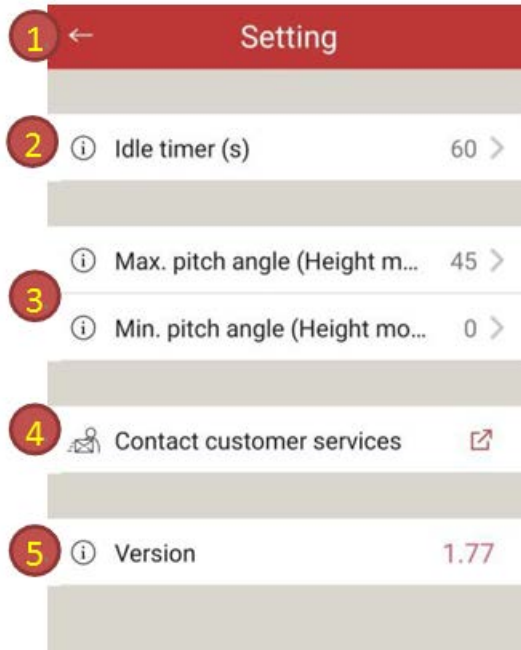 1 ← Setting
2 Idle timer (s) 60 >
Max. pitch angle (Height m... 45 >
3
Min. pitch angle (Height mo... 0 >
4 Contact customer services
5 Version 1.77